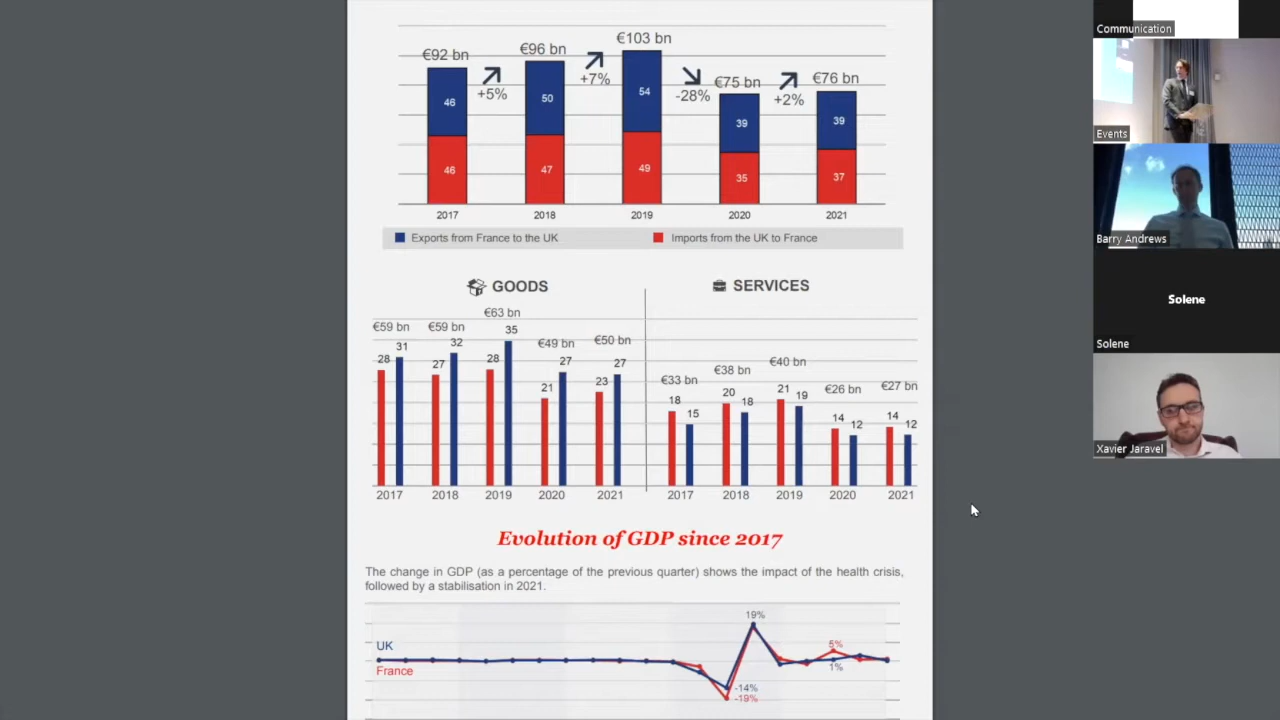 €92 bn
€96 bn
€103 bn
€75 bn
€76 bn
+5%
+7%
-28%
+2%
46
50
54
39
39
46
47
49
35
37
2017
2018
2019
2020
2021
Exports from France to the UK
Imports from the UK to France
GOODS
€59 bn
€59 bn
€63 bn
€49 bn
€50 bn
28
31
27
32
28
35
21
27
23
27
2017
2018
2019
2020
2021
SERVICES
€33 bn
€38 bn
€40 bn
€26 bn
€27 bn
18
15
20
18
21
19
14
12
14
12
2017
2018
2019
2020
2021
Evolution of GDP since 2017
The change in GDP (as a percentage of the previous quarter) shows the impact of the health crisis,
followed by a stabilisation in 2021.
UK
France
19%
-14%
-19%
5%
1%
Communication
Events
Barry Andrews
Solene
Solene
Xavier Jaravel